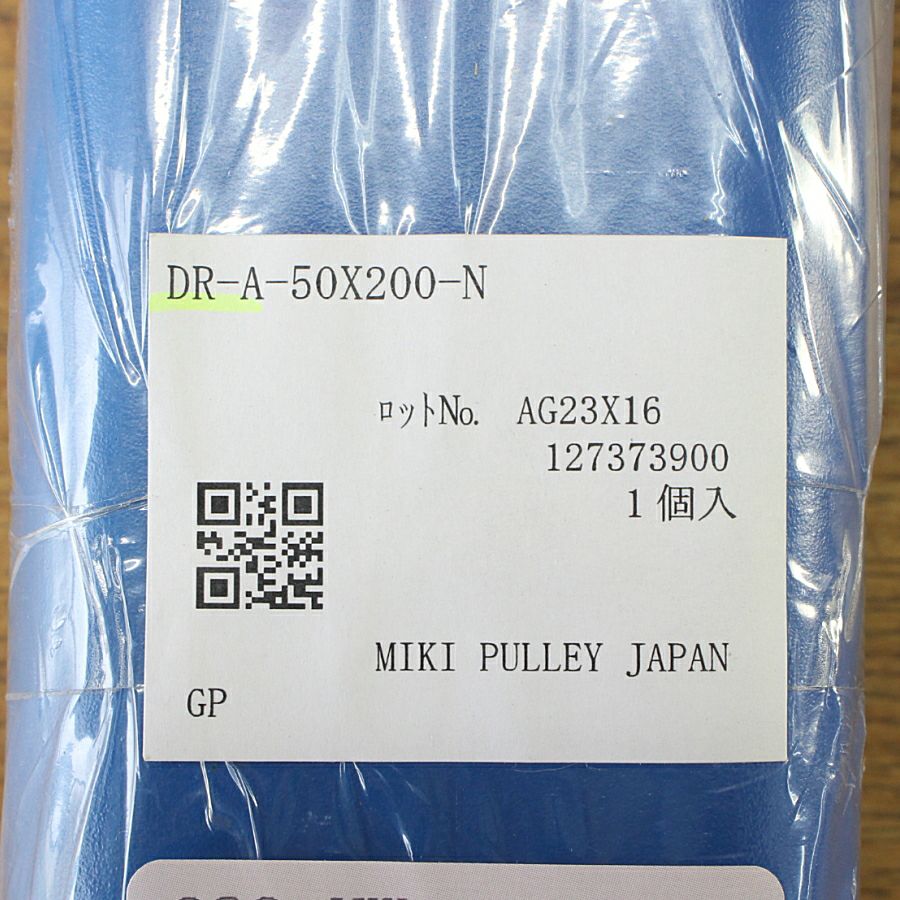 DR-A-50X200-N
ﾛｯﾄNo. AG23X16
127373900
1個入
MIKI PULLEY JAPAN
GP